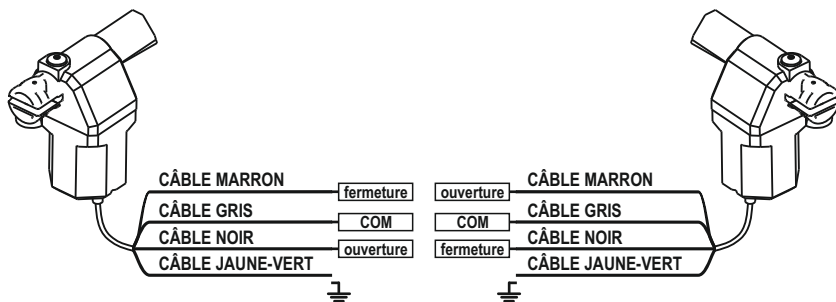 CÂBLE MARRON fermeture ouverture CÂBLE MARRON
CÂBLE GRIS COM COM CÂBLE GRIS
CÂBLE NOIR ouverture fermeture CÂBLE NOIR
CÂBLE JAUNE-VERT CÂBLE JAUNE-VERT